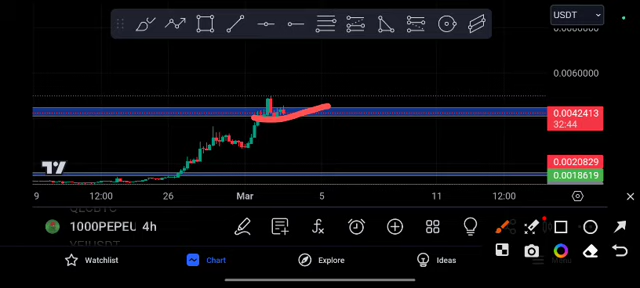 USDT
0.0060000
0.0042413
32:44
0.0020829
0.0018619
9 12:00 26 Mar 5 11 12:00
1000PEPEU 4h
Watchlist Chart Explore Ideas